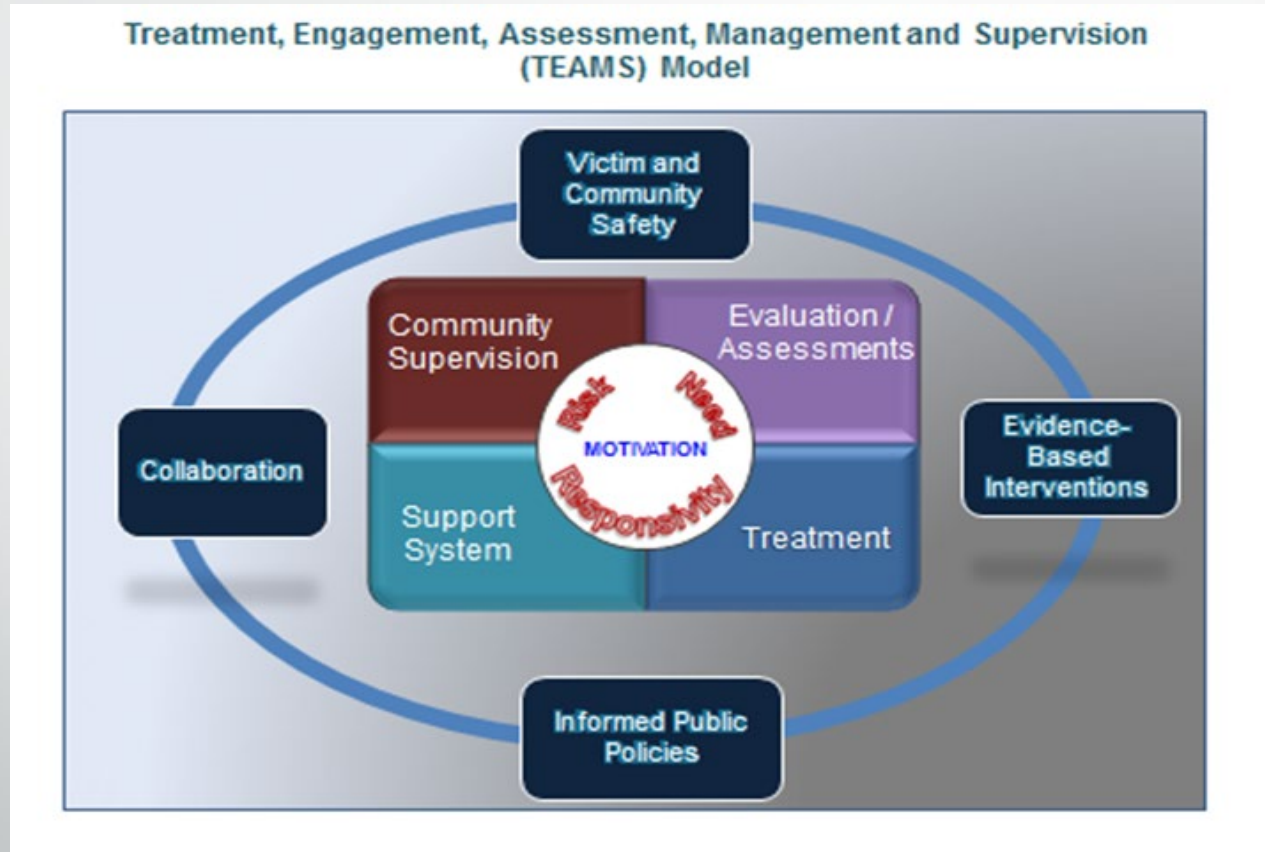 Treatment, Engagement, Assessment, Management and Supervision
(TEAMS) Model
Victim and
Community
Safety
Community
Supervision
Evaluation /
Assessments
Risk
Need
MOTIVATION
Responsivity
Collaboration
Evidence-
Based
Interventions
Support
System
Treatment
Informed Public
Policies